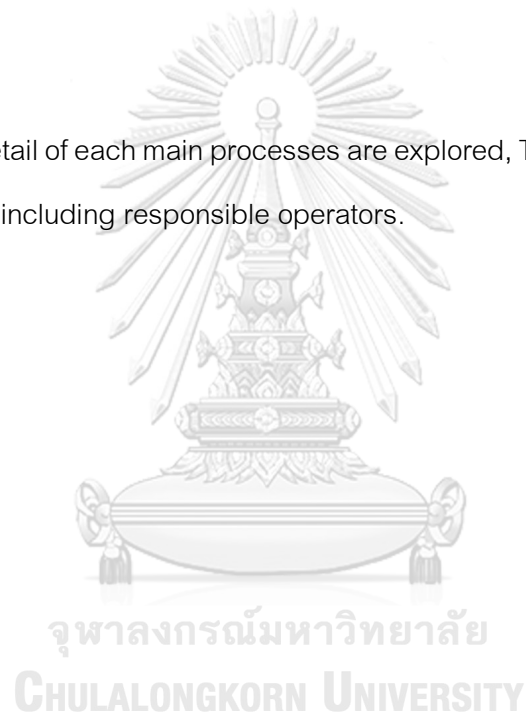 etail of each main processes are explored, T
including responsible operators.
จุฬาลงกรณ์มหาวิทยาลัย
CHULALONGKORN UNIVERSITY